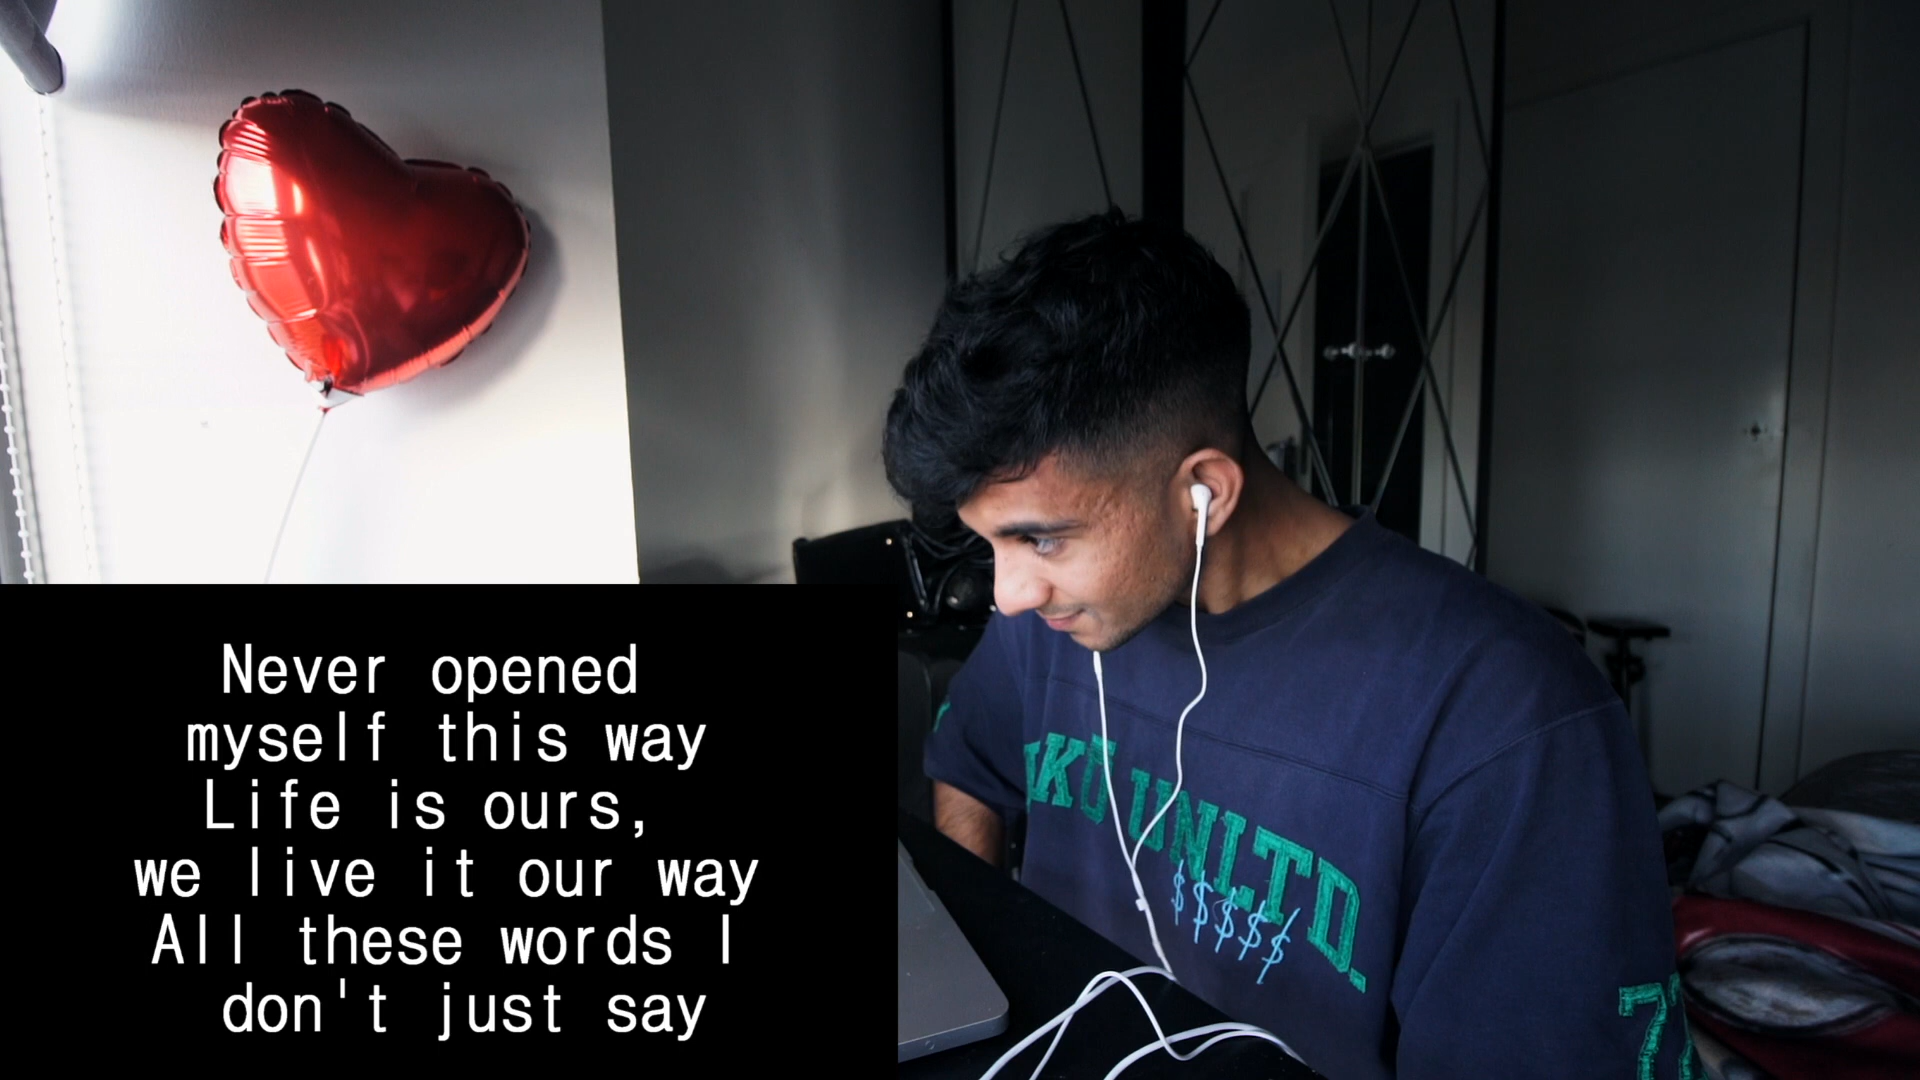 Never opened
myself this way
Life is ours,
we live it our way
All these words I
don't just say
UNLTD.
$$$$$